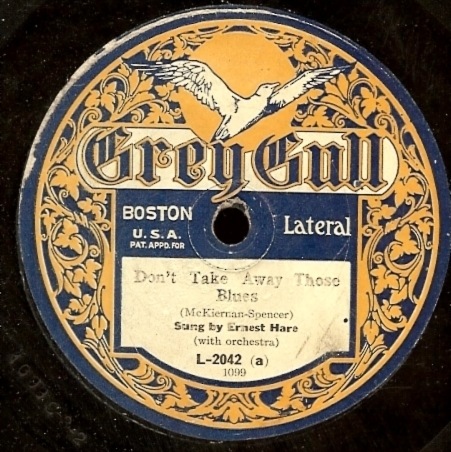 Grey Gull
BOSTON
U.S.A.
PAT. APPD. FOR
Lateral
Don't Take Away Those
Blues
(McKiernan-Spencer)
Sung by Ernest Hare
(with orchestra)
L-2042 (a)
1099